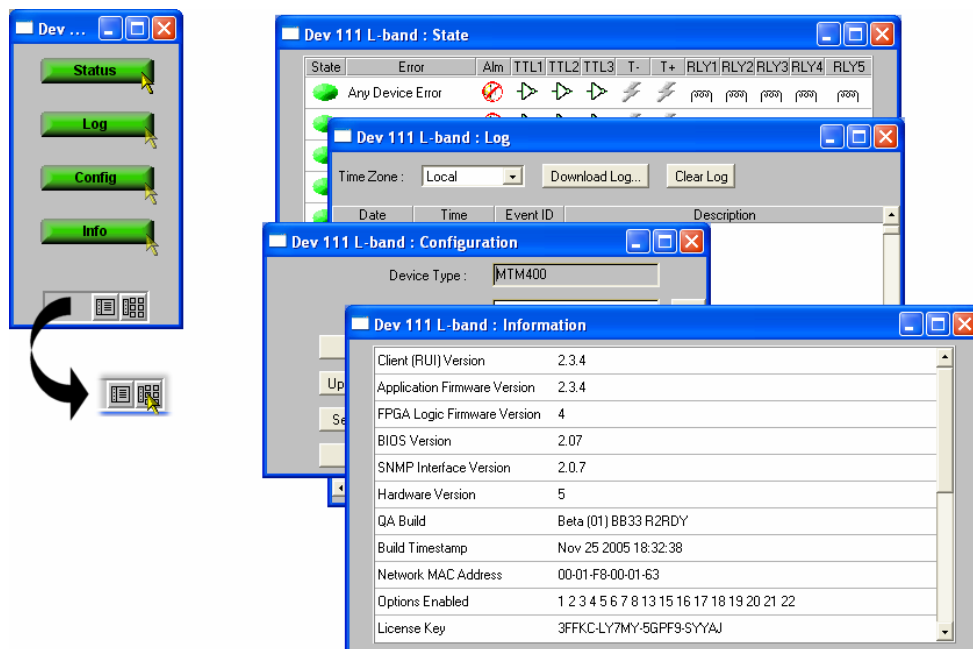 Dev ...
Status
Log
Config
Info
Dev 111 L-band : State
State Error Alm TTL1 TTL2 TTL3 T- T+ RLY1 RLY2 RLY3 RLY4 RLY5
Any Device Error
Dev 111 L-band : Log
Time Zone : Local Download Log... Clear Log
Date Time Event ID Description
Dev 111 L-band : Configuration
Device Type : MTM400
Up
Se
Dev 111 L-band : Information
Client (RUI) Version 2.3.4
Application Firmware Version 2.3.4
FPGA Logic Firmware Version 4
BIOS Version 2.07
SNMP Interface Version 2.0.7
Hardware Version 5
QA Build Beta (01) BB33 R2RDY
Build Timestamp Nov 25 2005 18:32:38
Network MAC Address 00-01-F8-00-01-63
Options Enabled 1 2 3 4 5 6 7 8 13 15 16 17 18 19 20 21 22
License Key 3FFKC-LY7MY-5GPF9-SYYAJ